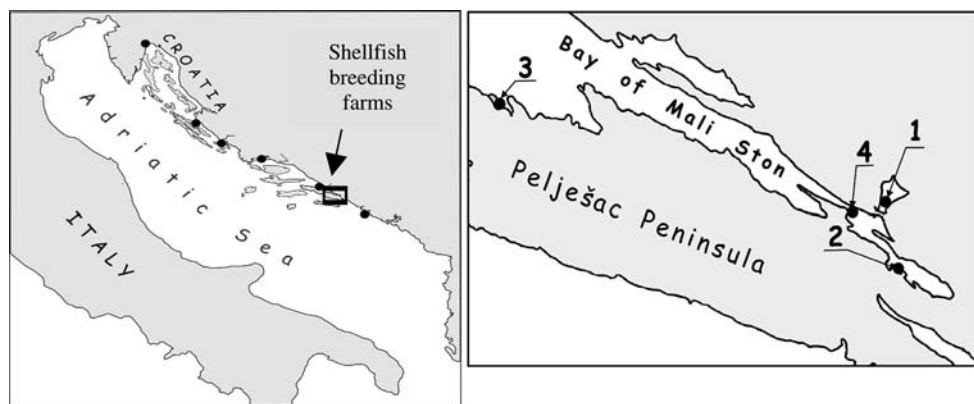 CROATIA
Shellfish
breeding
farms
Adriatic Sea
ITALY
3
Bay of Mali Ston
1
4
2
Pelješac Peninsula